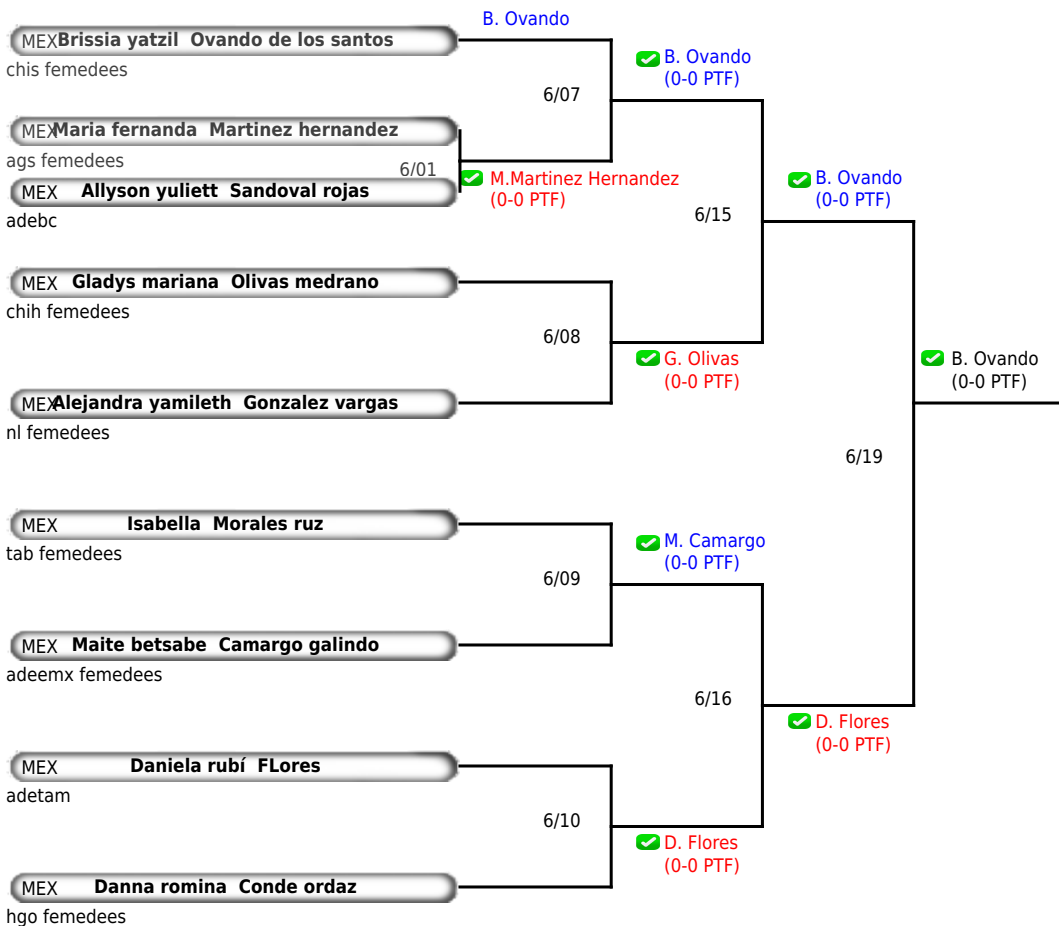 B. Ovando
MEX Brissia yatzil Ovando de los santos
chis femedees
B. Ovando
(0-0 PTF)
6/07
MEX Maria fernanda Martinez hernandez
ags femedees
6/01
M.Martinez Hernandez
(0-0 PTF)
MEX Allyson yuliett Sandoval rojas
adebc
B. Ovando
(0-0 PTF)
6/15
MEX Gladys mariana Olivas medrano
chih femedees
6/08
G. Olivas
(0-0 PTF)
B. Ovando
(0-0 PTF)
MEX Alejandra yamileth Gonzalez vargas
nl femedees
6/19
MEX Isabella Morales ruz
tab femedees
M. Camargo
(0-0 PTF)
6/09
MEX Maite betsabe Camargo galindo
adeemx femedees
6/16
D. Flores
(0-0 PTF)
MEX Daniela rubí FLores
adetam
6/10
D. Flores
(0-0 PTF)
MEX Danna romina Conde ordaz
hgo femedees